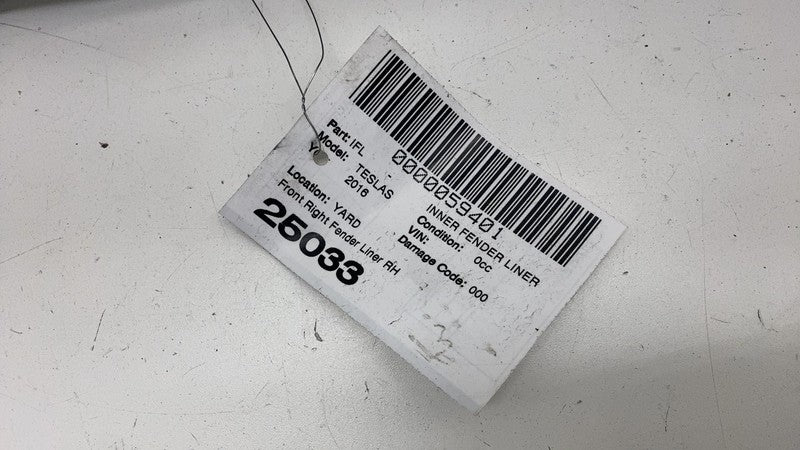 0000059401
Part: IFL - INNER FENDER LINER
Model: TESLAS Condition: 0cc
2016 VIN:
Location: YARD Damage Code: 000
Front Right Fender Liner RH
25033